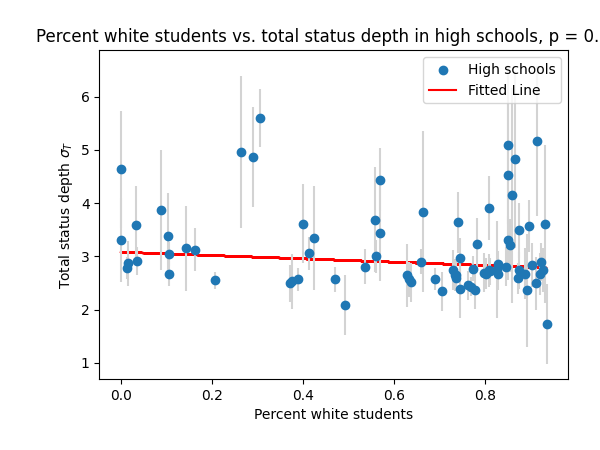 Percent white students vs. total status depth in high schools, p = 0.
High schools
Fitted Line
Total status depth σ_T
6
5
4
3
2
1
0.0 0.2 0.4 0.6 0.8
Percent white students